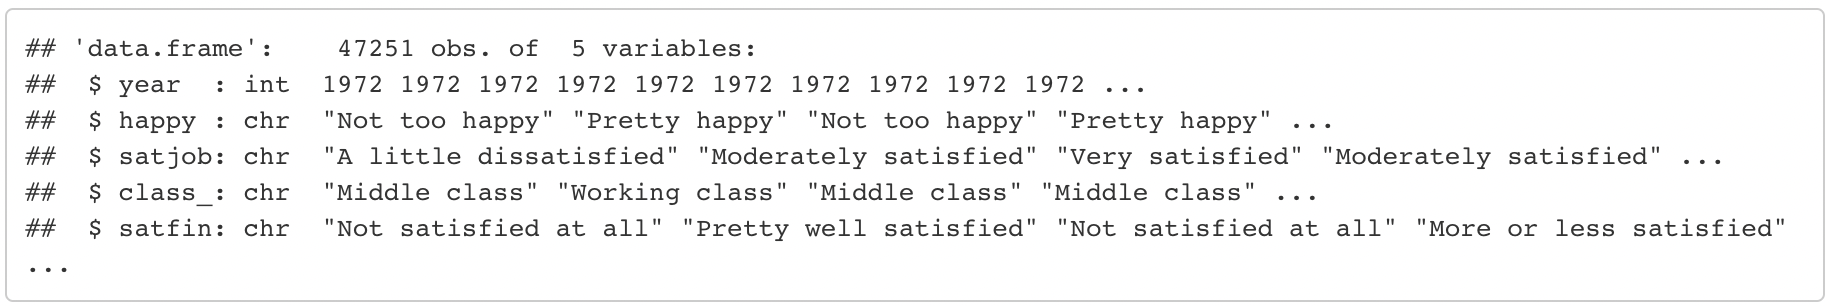 ## 'data.frame':    47251 obs. of  5 variables:
##  $ year  : int  1972 1972 1972 1972 1972 1972 1972 1972 1972 1972 ...
##  $ happy : chr  "Not too happy" "Pretty happy" "Not too happy" "Pretty happy" ...
##  $ satjob: chr  "A little dissatisfied" "Moderately satisfied" "Very satisfied" "Moderately satisfied" ...
##  $ class_: chr  "Middle class" "Working class" "Middle class" "Middle class" ...
##  $ satfin: chr  "Not satisfied at all" "Pretty well satisfied" "Not satisfied at all" "More or less satisfied"
...